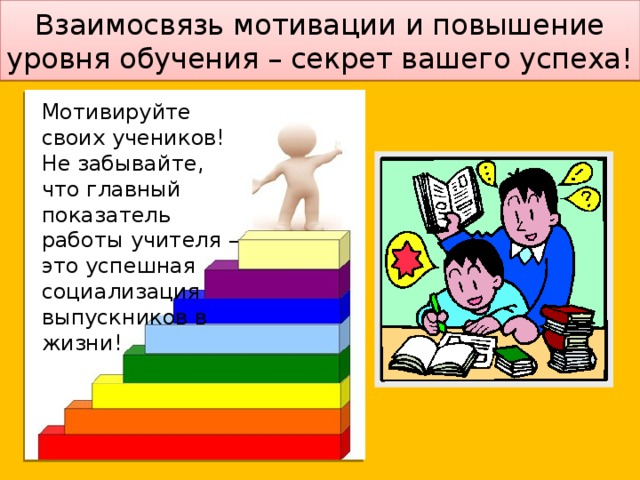 Взаимосвязь мотивации и повышение
уровня обучения – секрет вашего успеха!
Мотивируйте
своих учеников!
Не забывайте,
что главный
показатель
работы учителя –
это успешная
социализация
выпускников в
жизни!
! ?